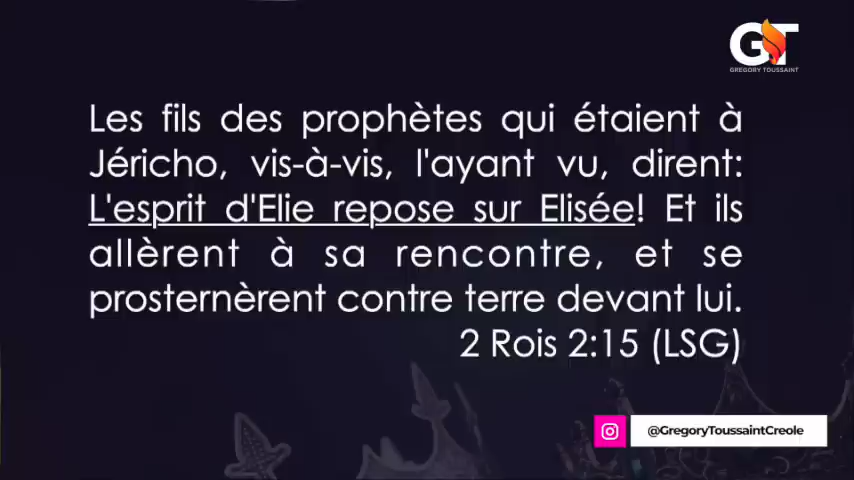 GT
GREGORY TOUSSAINT
Les fils des prophètes qui étaient à
Jéricho, vis-à-vis, l'ayant vu, dirent:
L'esprit d'Elie repose sur Elisée! Et ils
allèrent à sa rencontre, et se
prosternèrent contre terre devant lui.
2 Rois 2:15 (LSG)
@GregoryToussaintCreole